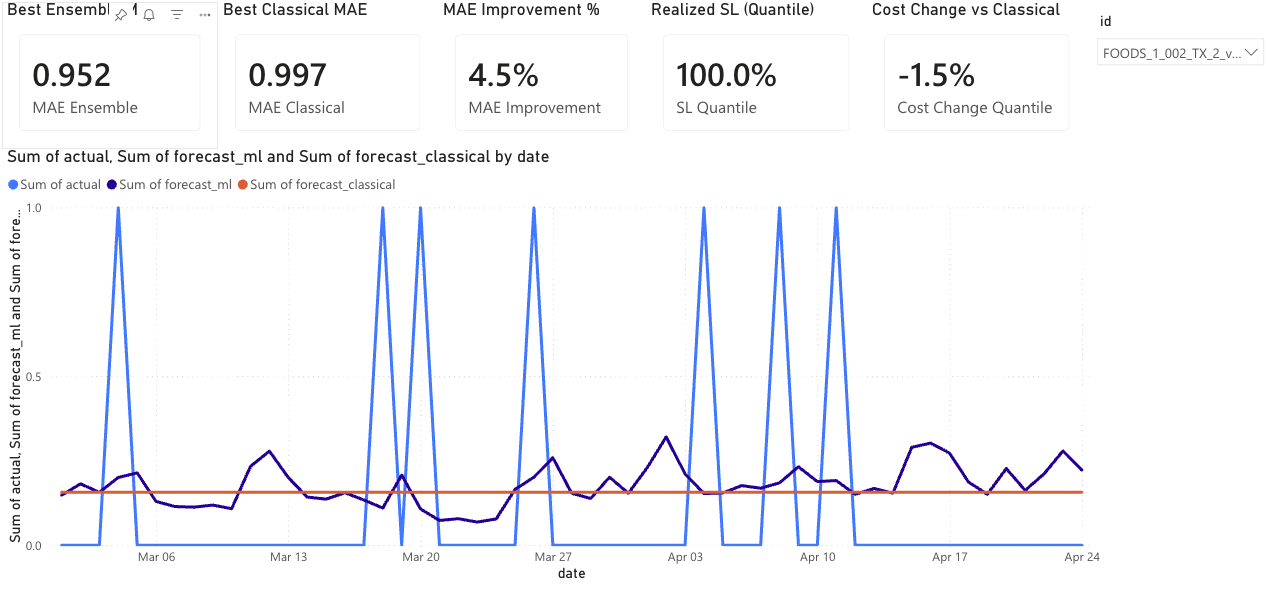 Best Ensembl
Best Classical MAE
MAE Improvement %
Realized SL (Quantile)
Cost Change vs Classical
id
0.952
MAE Ensemble
0.997
MAE Classical
4.5%
MAE Improvement
100.0%
SL Quantile
-1.5%
Cost Change Quantile
FOODS_1_002_TX_2_v...
Sum of actual, Sum of forecast_ml and Sum of forecast_classical by date
Sum of actual
Sum of forecast_ml
Sum of forecast_classical
Sum of actual, Sum of forecast_ml and Sum of fore...
1.0
0.5
0.0
Mar 06
Mar 13
Mar 20
Mar 27
Apr 03
Apr 10
Apr 17
Apr 24
date